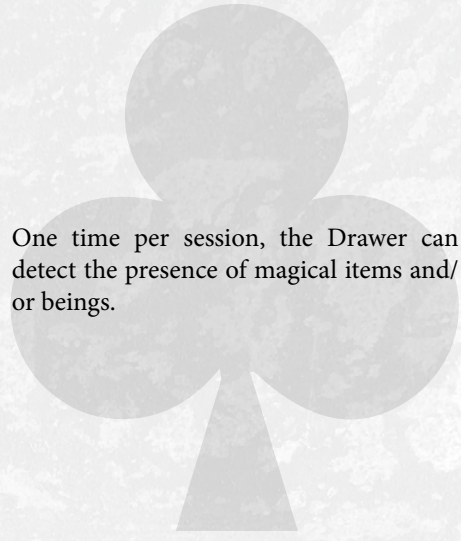 One time per session, the Drawer can
detect the presence of magical items and/
or beings.